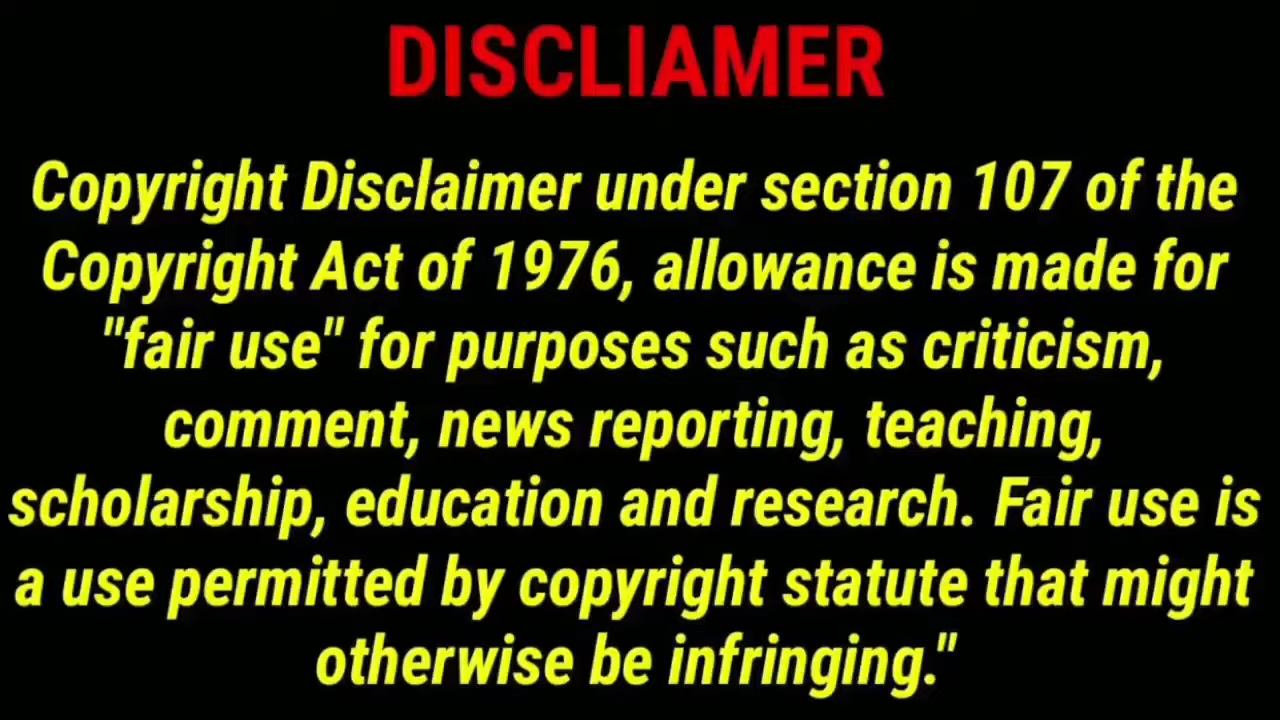 DISCLIAMER
Copyright Disclaimer under section 107 of the
Copyright Act of 1976, allowance is made for
"fair use" for purposes such as criticism,
comment, news reporting, teaching,
scholarship, education and research. Fair use is
a use permitted by copyright statute that might
otherwise be infringing."